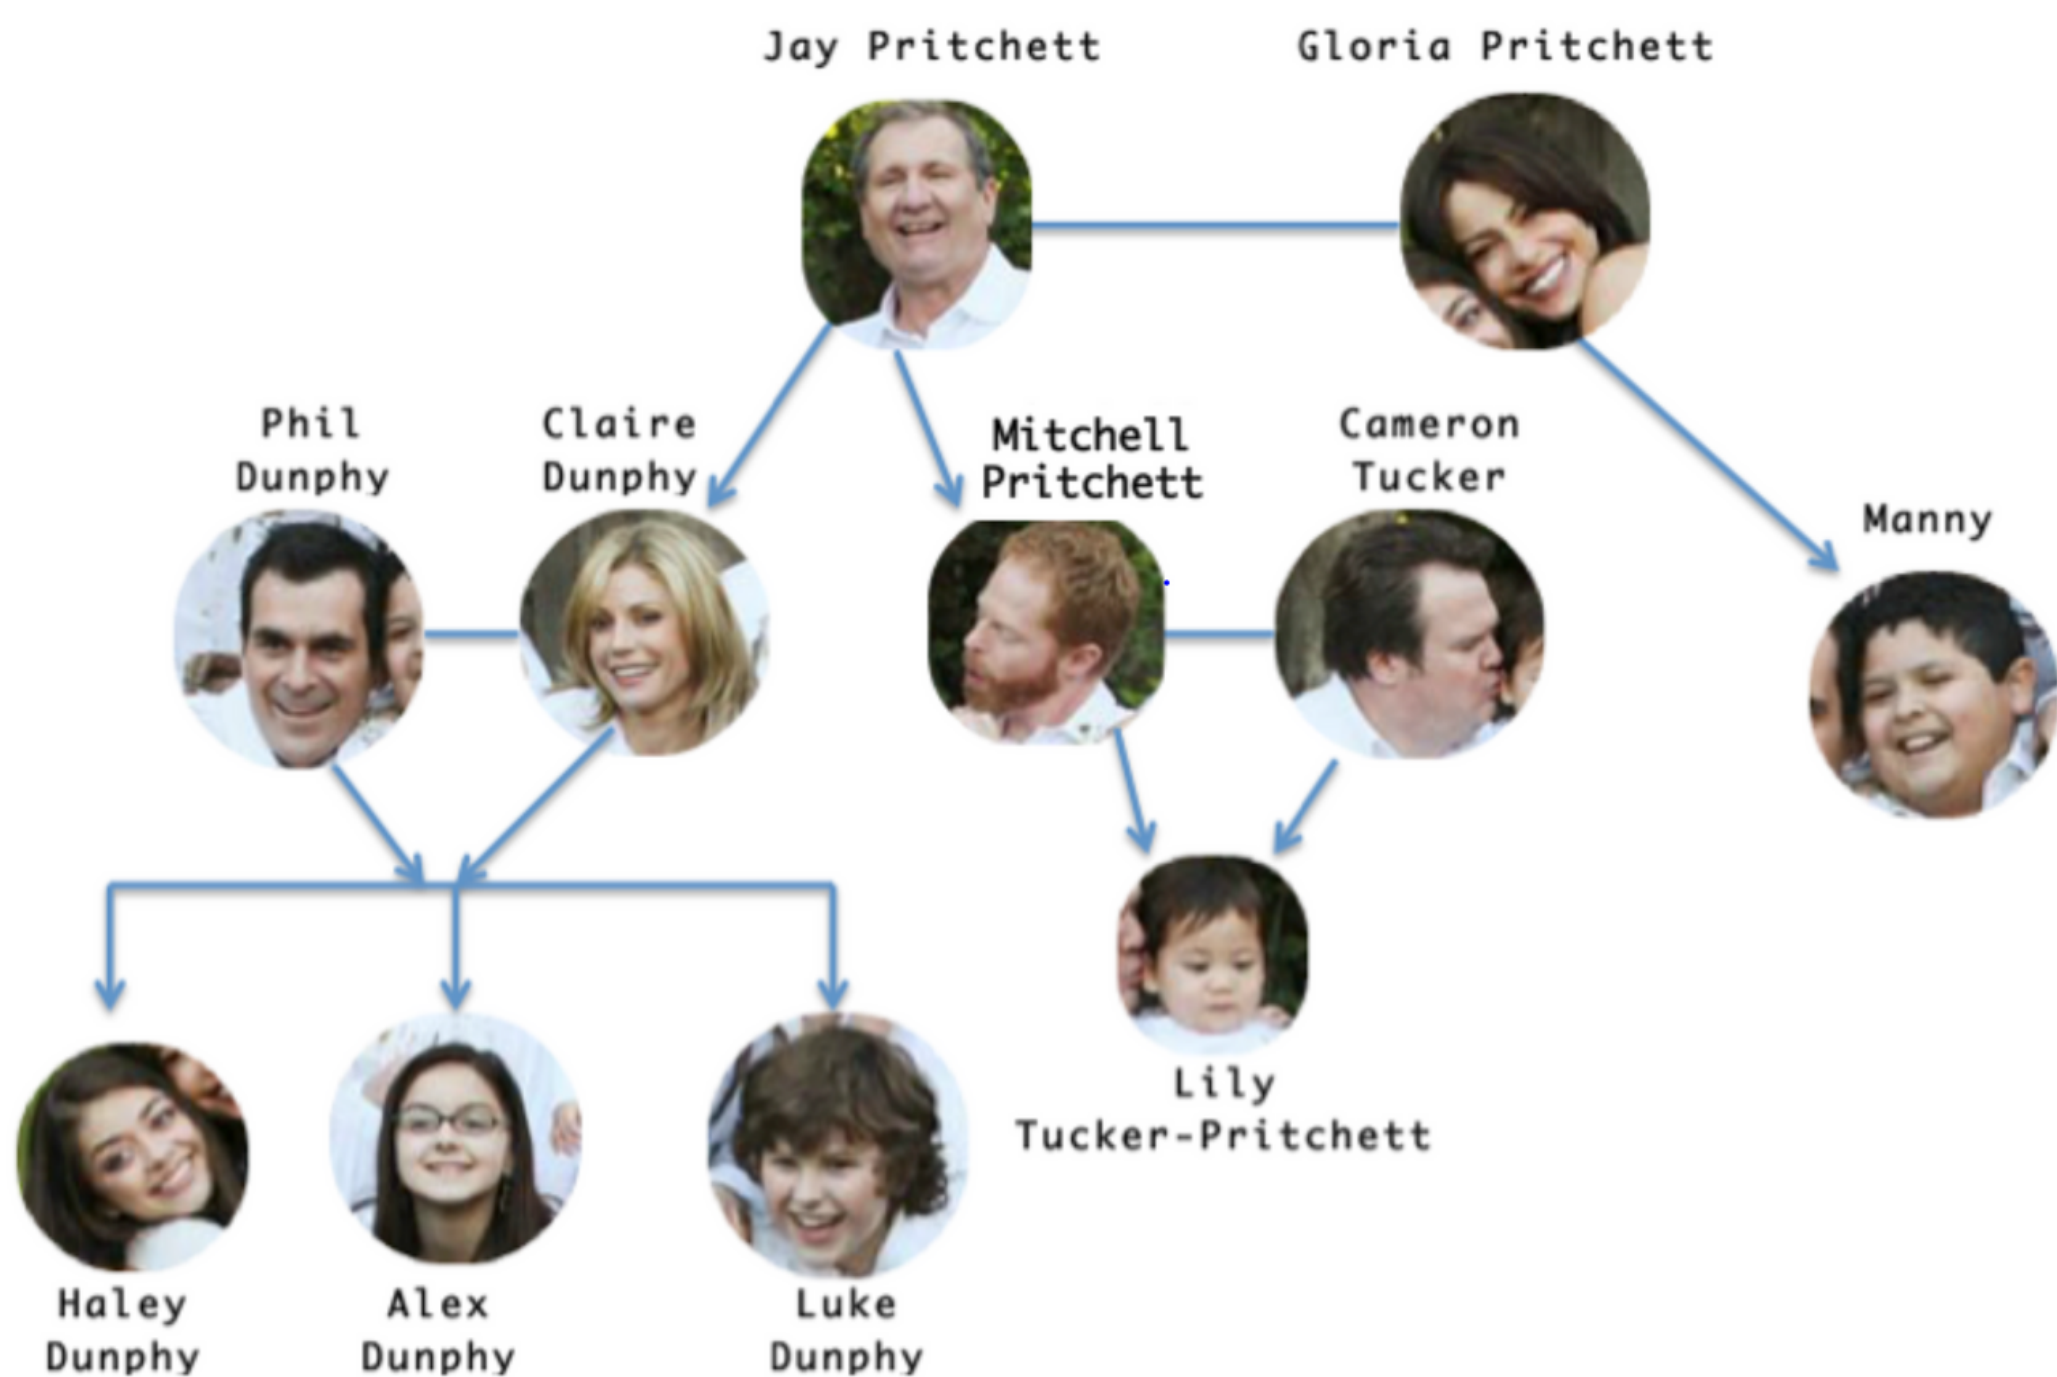 Jay Pritchett
Gloria Pritchett
Phil
Dunphy
Claire
Dunphy
Mitchell
Pritchett
Cameron
Tucker
Manny
Lily
Tucker-Pritchett
Haley
Dunphy
Alex
Dunphy
Luke
Dunphy